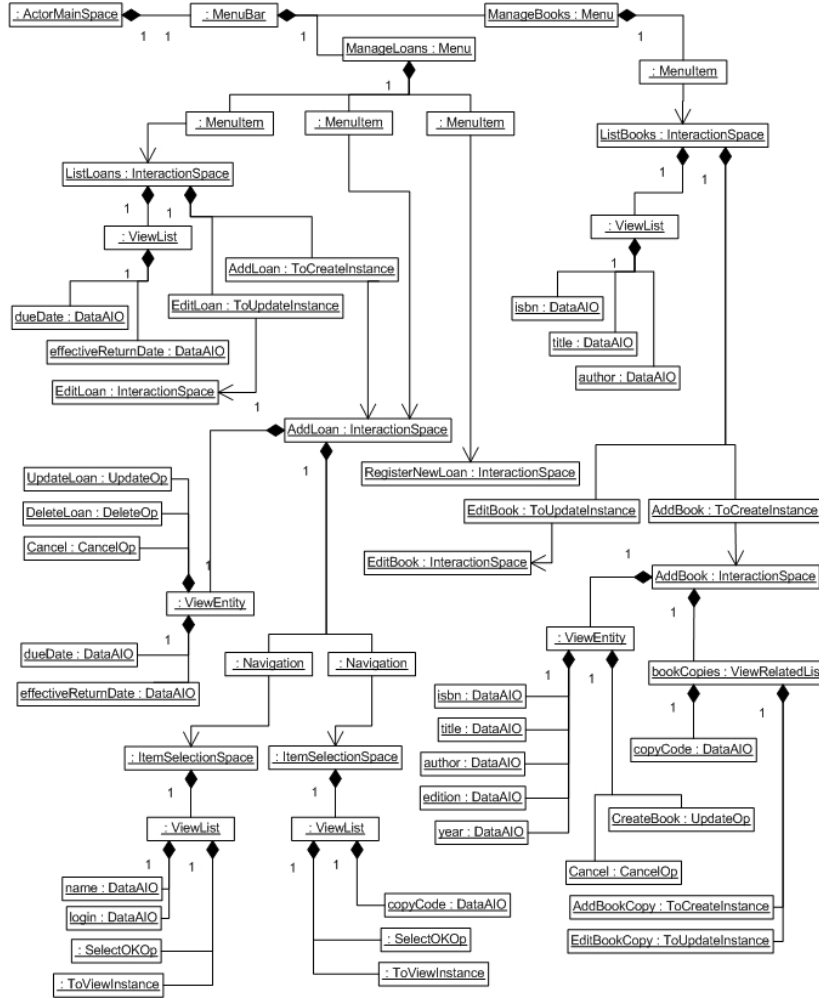 : ActorMainSpace
1
1
: MenuBar
1
ManageBooks : Menu
1
ManageLoans : Menu
1
: MenuItem
: MenuItem
: MenuItem
: MenuItem
ListBooks : InteractionSpace
1
1
ListLoans : InteractionSpace
1
1
: ViewList
1
: ViewList
1
AddLoan : ToCreateInstance
EditLoan : ToUpdateInstance
dueDate : DataAIO
effectiveReturnDate : DataAIO
EditLoan : InteractionSpace
isbn : DataAIO
title : DataAIO
author : DataAIO
1
AddLoan : InteractionSpace
1
RegisterNewLoan : InteractionSpace
UpdateLoan : UpdateOp
DeleteLoan : DeleteOp
Cancel : CancelOp
1
: ViewEntity
1
dueDate : DataAIO
effectiveReturnDate : DataAIO
EditBook : ToUpdateInstance
AddBook : ToCreateInstance
EditBook : InteractionSpace
1
AddBook : InteractionSpace
1
: ViewEntity
1
1
bookCopies : ViewRelatedList
1
1
: Navigation
: Navigation
isbn : DataAIO
title : DataAIO
author : DataAIO
edition : DataAIO
year : DataAIO
copyCode : DataAIO
CreateBook : UpdateOp
Cancel : CancelOp
AddBookCopy : ToCreateInstance
EditBookCopy : ToUpdateInstance
: ItemSelectionSpace
1
: ItemSelectionSpace
1
: ViewList
1
1
: ViewList
1
1
name : DataAIO
login : DataAIO
: SelectOKOp
: ToViewInstance
copyCode : DataAIO
: SelectOKOp
: ToViewInstance